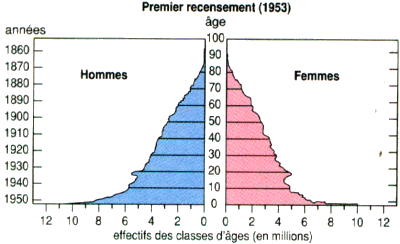 Premier recensement (1953)
années
âge
Hommes
Femmes
1860
1870
1880
1890
1900
1910
1920
1930
1940
1950
100
90
80
70
60
50
40
30
20
10
0
12 10 8 6 4 2 0
0 2 4 6 8 10 12
effectifs des classes d'âges (en millions)